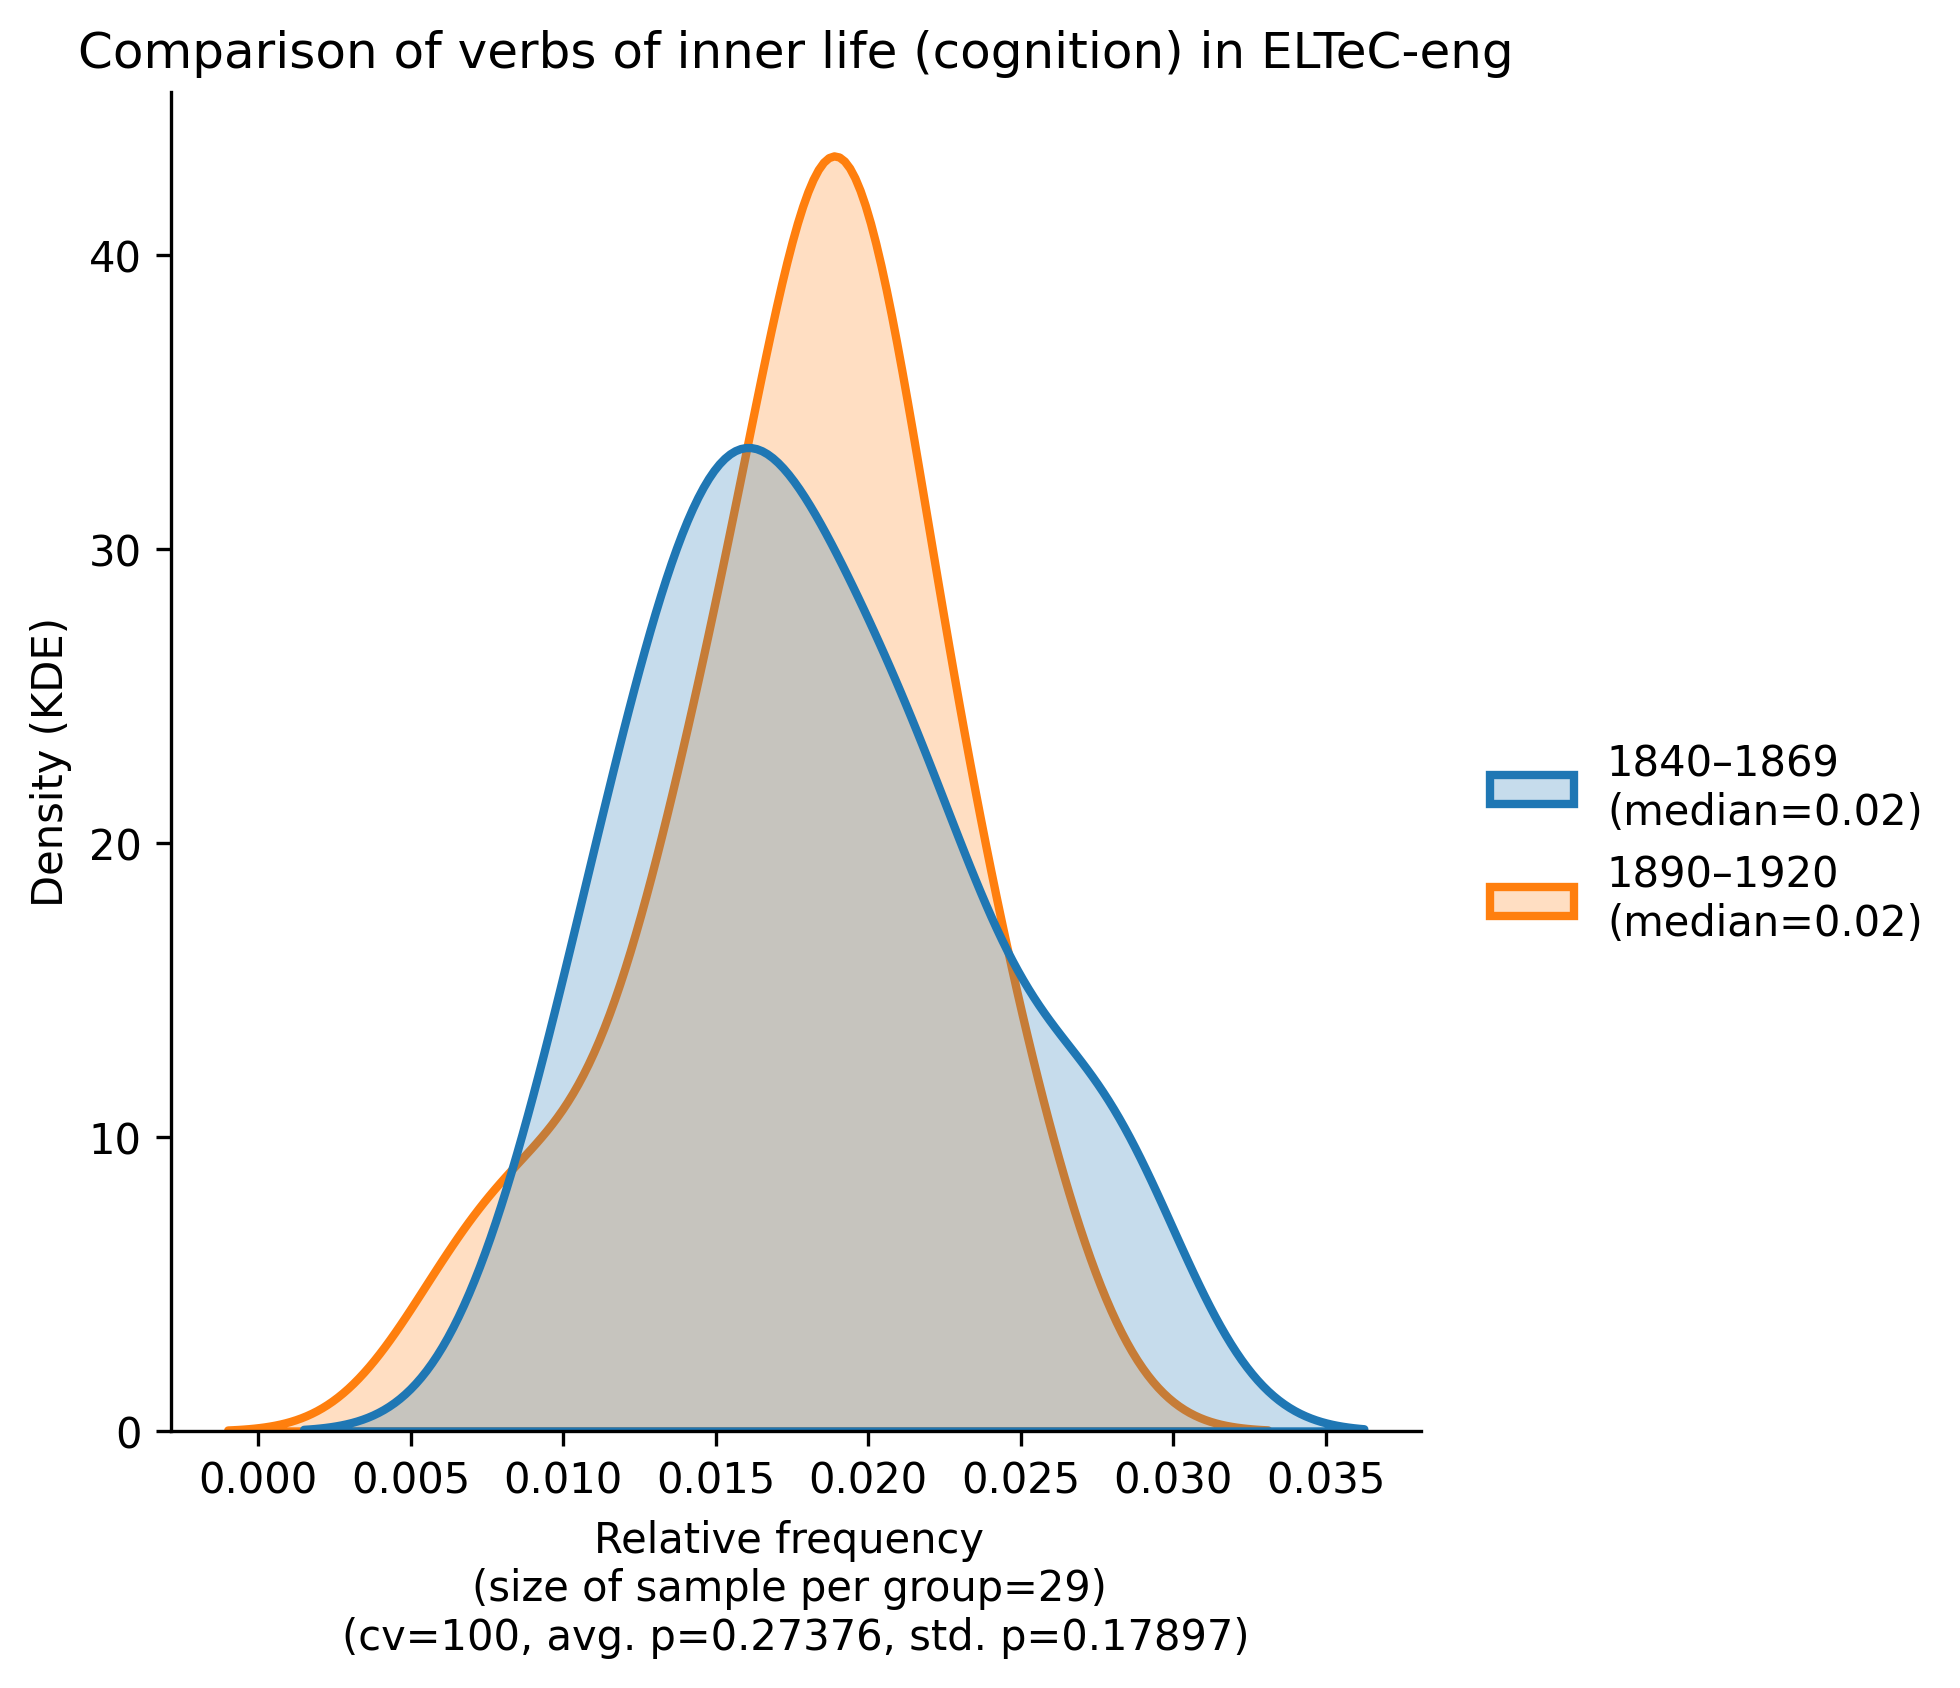 Comparison of verbs of inner life (cognition) in ELTeC-eng
Density (KDE)
40
30
20
10
0
0.000 0.005 0.010 0.015 0.020 0.025 0.030 0.035
Relative frequency
(size of sample per group=29)
(cv=100, avg. p=0.27376, std. p=0.17897)
1840–1869
(median=0.02)
1890–1920
(median=0.02)